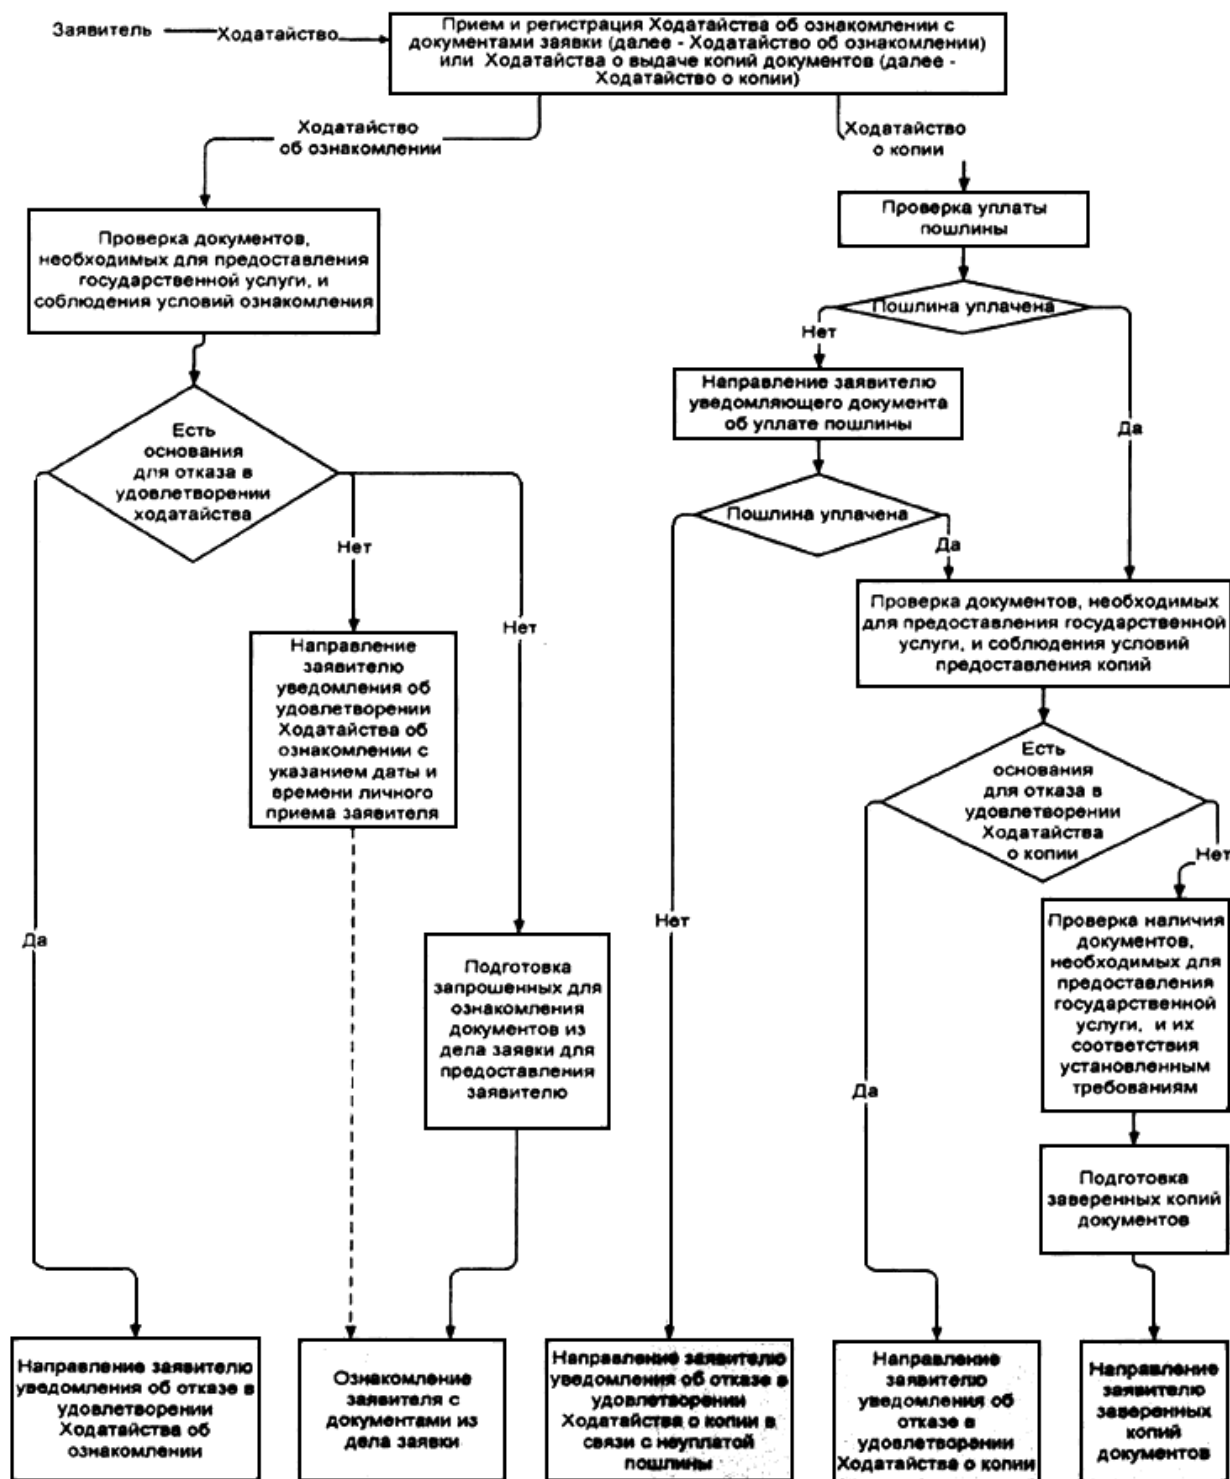 Заявитель
Ходатайство
Прием и регистрация Ходатайства об ознакомлении с
документами заявки (далее - Ходатайство об ознакомлении)
или Ходатайства о выдаче копий документов (далее -
Ходатайство о копии)
Ходатайство
об ознакомлении
Ходатайство
о копии
Проверка документов,
необходимых для предоставления
государственной услуги, и
соблюдения условий ознакомления
Проверка уплаты
пошлины
Пошлина уплачена
Нет
Да
Направление заявителю
уведомляющего документа
об уплате пошлины
Есть
основания
для отказа в
удовлетворении
ходатайства
Пошлина уплачена
Да
Нет
Нет
Нет
Да
Проверка документов, необходимых
для предоставления государственной
услуги, и соблюдения условий
предоставления копий
Направление
заявителю
уведомления об
удовлетворении
Ходатайства об
ознакомлении с
указанием даты и
времени личного
приема заявителя
Есть
основания
для отказа в
удовлетворении
Ходатайства
о копии
Нет
Да
Подготовка
запрошенных для
ознакомления
документов из
дела заявки для
предоставления
заявителю
Проверка наличия
документов,
необходимых для
предоставления
государственной
услуги, и их
соответствия
установленным
требованиям
Подготовка
заверенных копий
документов
Направление заявителю
уведомления об отказе в
удовлетворении
Ходатайства об
ознакомлении
Ознакомление
заявителя с
документами из
дела заявки
Направление заявителю
уведомления об отказе в
удовлетворении
Ходатайства о копии в
связи с неуплатой
пошлины
Направление
заявителю
уведомления об
отказе в
удовлетворении
Ходатайства о копии
Направление
заявителю
заверенных
копий
документов